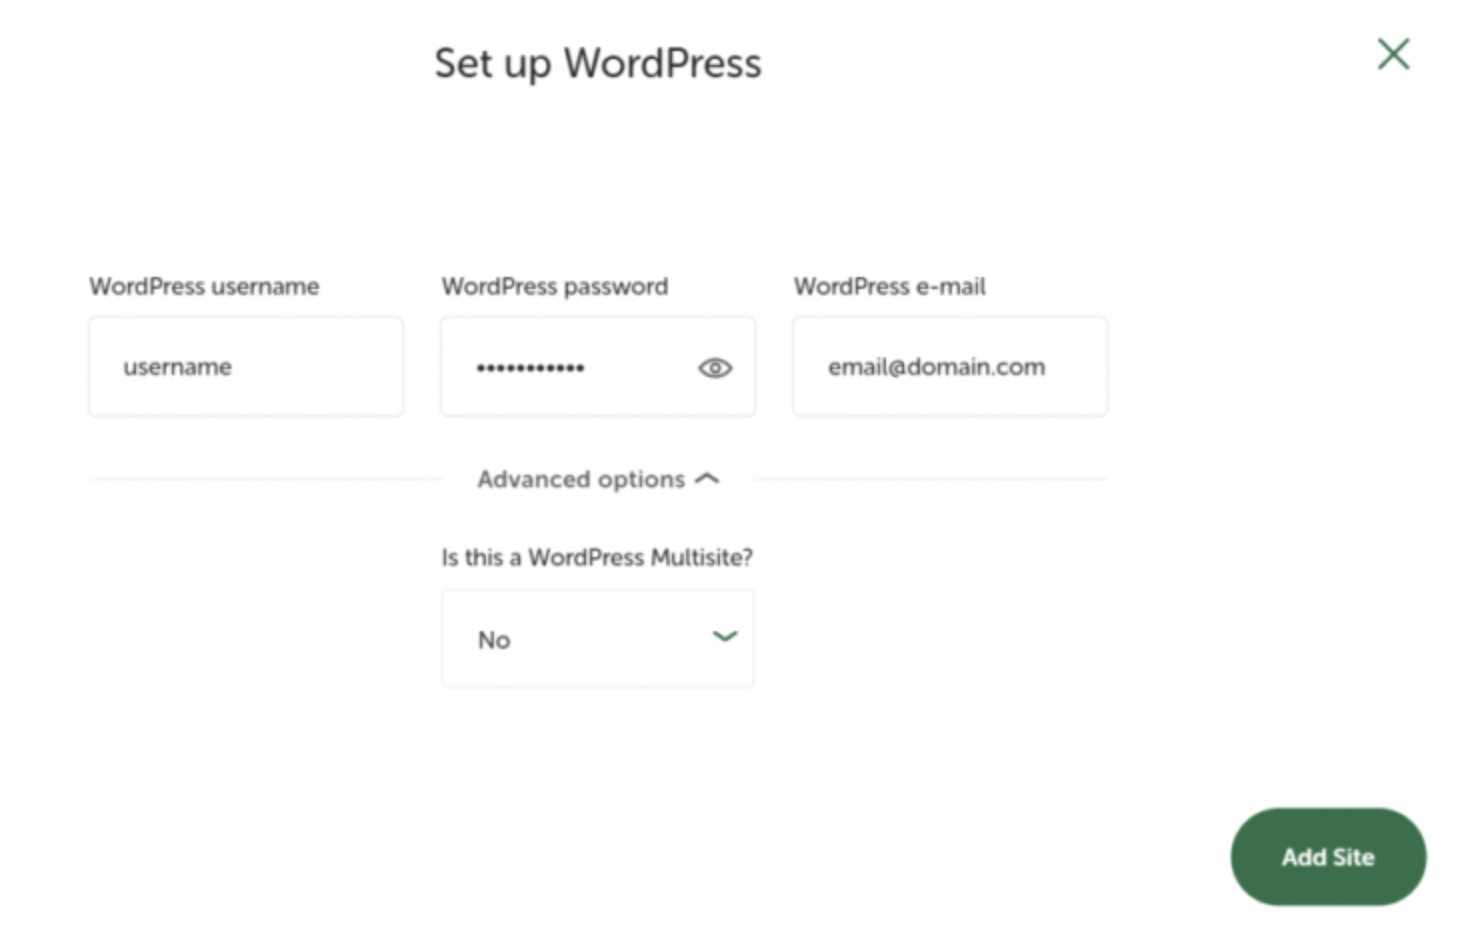 Set up WordPress
WordPress username
WordPress password
WordPress e-mail
username
•••••••••••
email@domain.com
Advanced options
Is this a WordPress Multisite?
No
Add Site